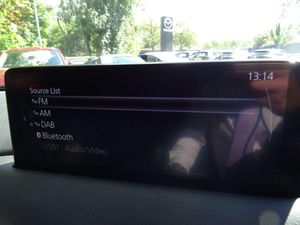 13:14
Source List
FM
AM
DAB
Bluetooth
USB1 - Audio/Video